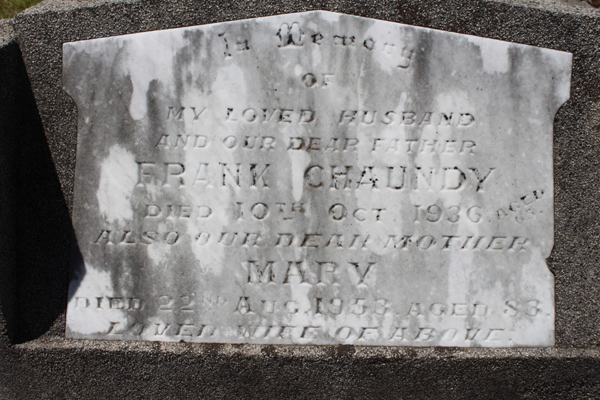 In Memory
OF
MY LOVED HUSBAND
AND OUR DEAR FATHER
FRANK CHAUNDY
DIED 10TH OCT 1936 AGED
ALSO OUR DEAR MOTHER
MARY
DIED 22ND AUG. 1953. AGED 83.
LOVED WIFE OF ABOVE.